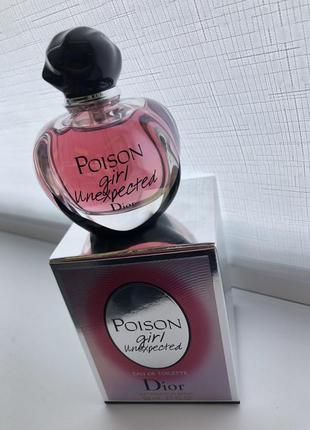 POISON
girl
Unexpected
Dior
POISON
girl
Unexpected
EAU DE TOILETTE
Dior